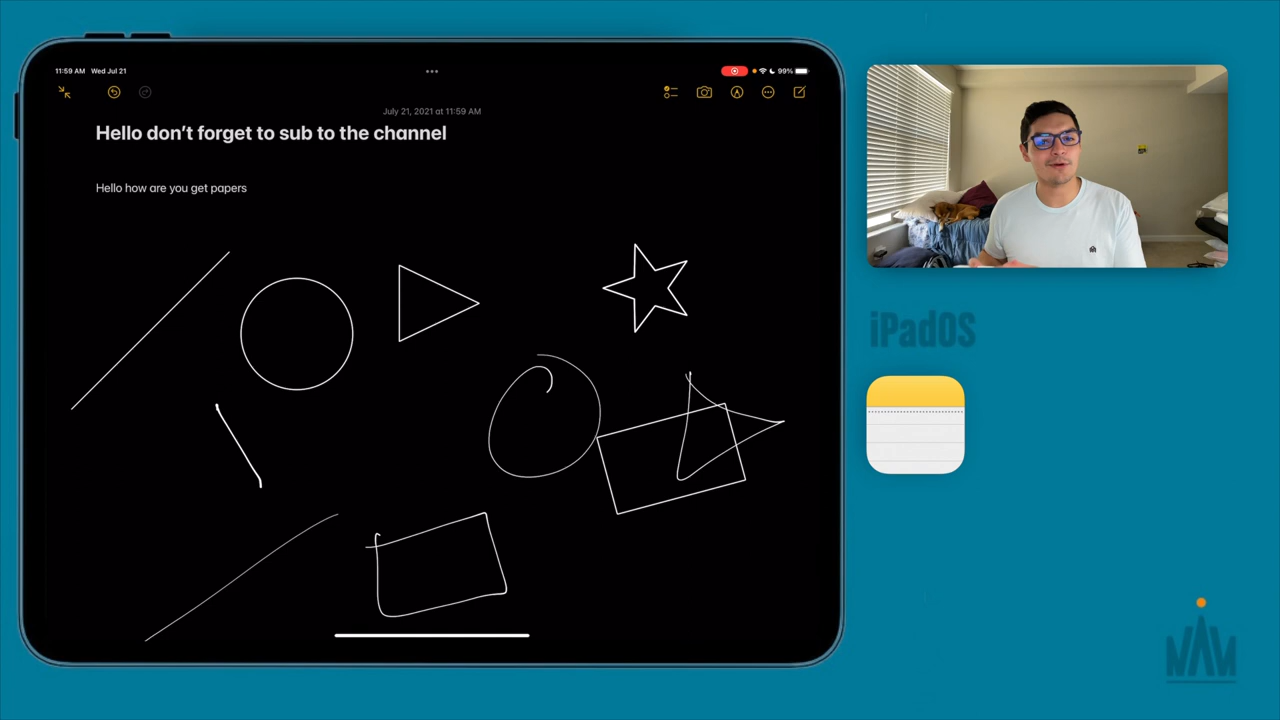 11:59 AM Wed Jul 21
99%
July 21, 2021 at 11:59 AM
Hello don’t forget to sub to the channel
Hello how are you get papers
iPadOS
NAN